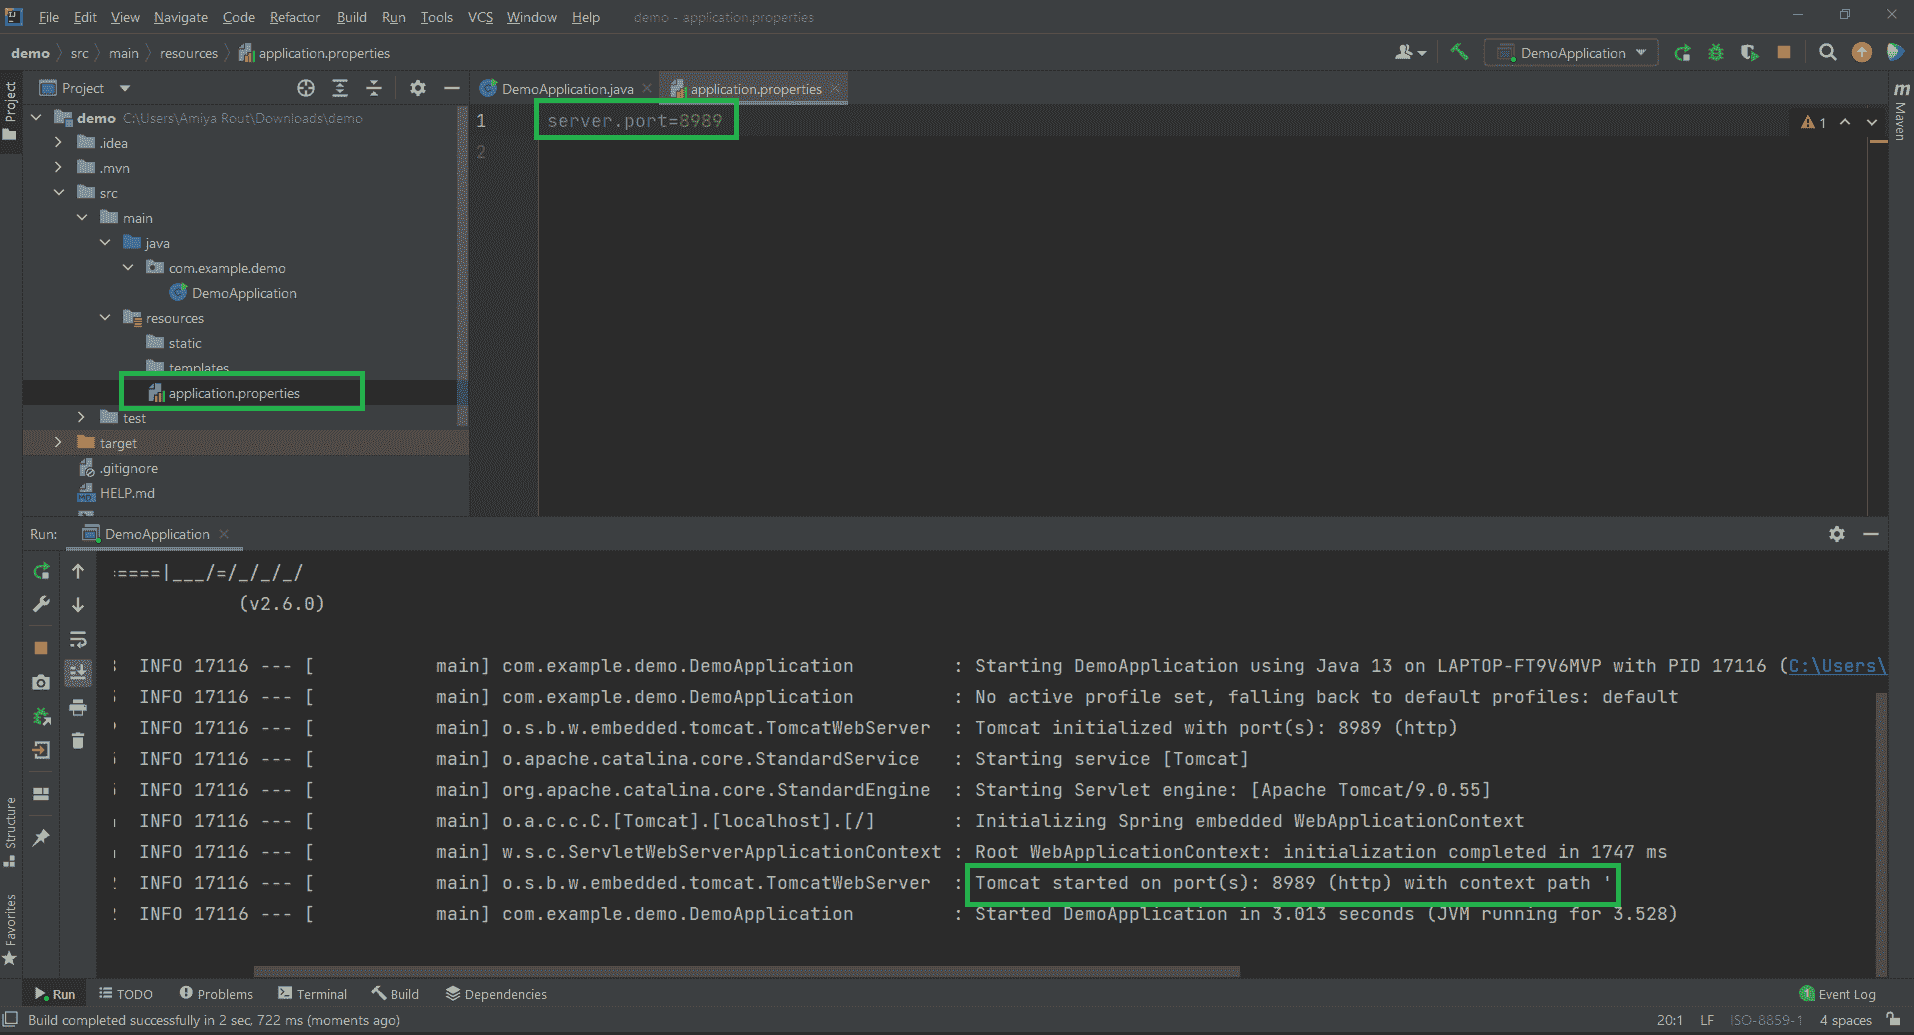 File Edit View Navigate Code Refactor Build Run Tools VCS Window Help demo - application.properties
demo src main resources application.properties DemoApplication
Project DemoApplication.java application.properties
Project
demo C:\Users\Amiya Rout\Downloads\demo
.idea
.mvn
src
main
java
com.example.demo
DemoApplication
resources
static
templates
application.properties
test
target
.gitignore
HELP.md
1 server.port=8989
2
1
m
Maven
Run: DemoApplication
=====|___/=/_/_/_/
(v2.6.0)
INFO 17116 --- [ main] com.example.demo.DemoApplication : Starting DemoApplication using Java 13 on LAPTOP-FT9V6MVP with PID 17116 (C:\Users\
INFO 17116 --- [ main] com.example.demo.DemoApplication : No active profile set, falling back to default profiles: default
INFO 17116 --- [ main] o.s.b.w.embedded.tomcat.TomcatWebServer : Tomcat initialized with port(s): 8989 (http)
INFO 17116 --- [ main] o.apache.catalina.core.StandardService : Starting service [Tomcat]
INFO 17116 --- [ main] org.apache.catalina.core.StandardEngine : Starting Servlet engine: [Apache Tomcat/9.0.55]
INFO 17116 --- [ main] o.a.c.c.C.[Tomcat].[localhost].[/] : Initializing Spring embedded WebApplicationContext
INFO 17116 --- [ main] w.s.c.ServletWebServerApplicationContext : Root WebApplicationContext: initialization completed in 1747 ms
INFO 17116 --- [ main] o.s.b.w.embedded.tomcat.TomcatWebServer : Tomcat started on port(s): 8989 (http) with context path '
INFO 17116 --- [ main] com.example.demo.DemoApplication : Started DemoApplication in 3.013 seconds (JVM running for 3.528)
Structure
Favorites
Run TODO Problems Terminal Build Dependencies 1 Event Log
Build completed successfully in 2 sec, 722 ms (moments ago) 20:1 LF ISO-8859-1 4 spaces